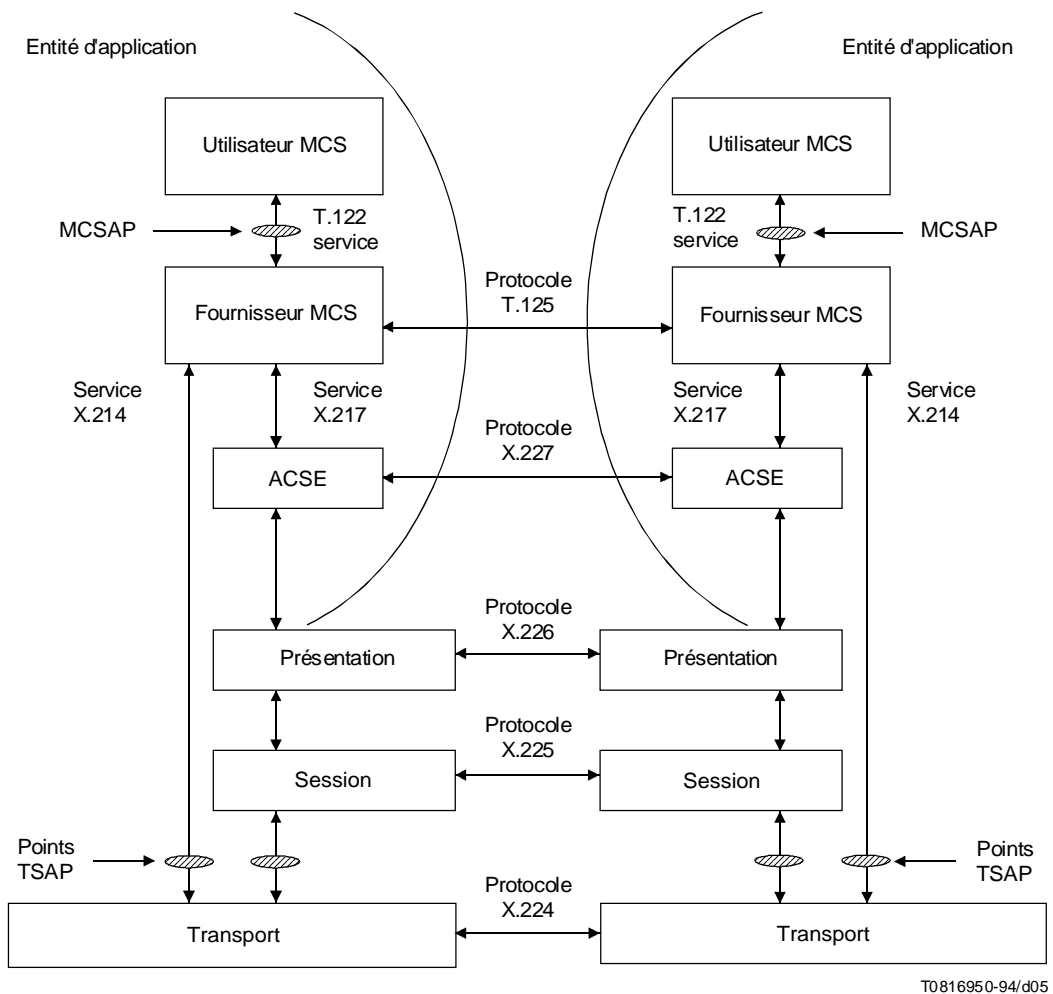 Entité d'application
Entité d'application
Utilisateur MCS
Utilisateur MCS
MCSAP
T.122
service
T.122
service
MCSAP
Protocole
T.125
Fournisseur MCS
Fournisseur MCS
Service
X.214
Service
X.217
Service
X.217
Service
X.214
Protocole
X.227
ACSE
ACSE
Protocole
X.226
Présentation
Présentation
Protocole
X.225
Session
Session
Points
TSAP
Points
TSAP
Protocole
X.224
Transport
Transport
T0816950-94/d05